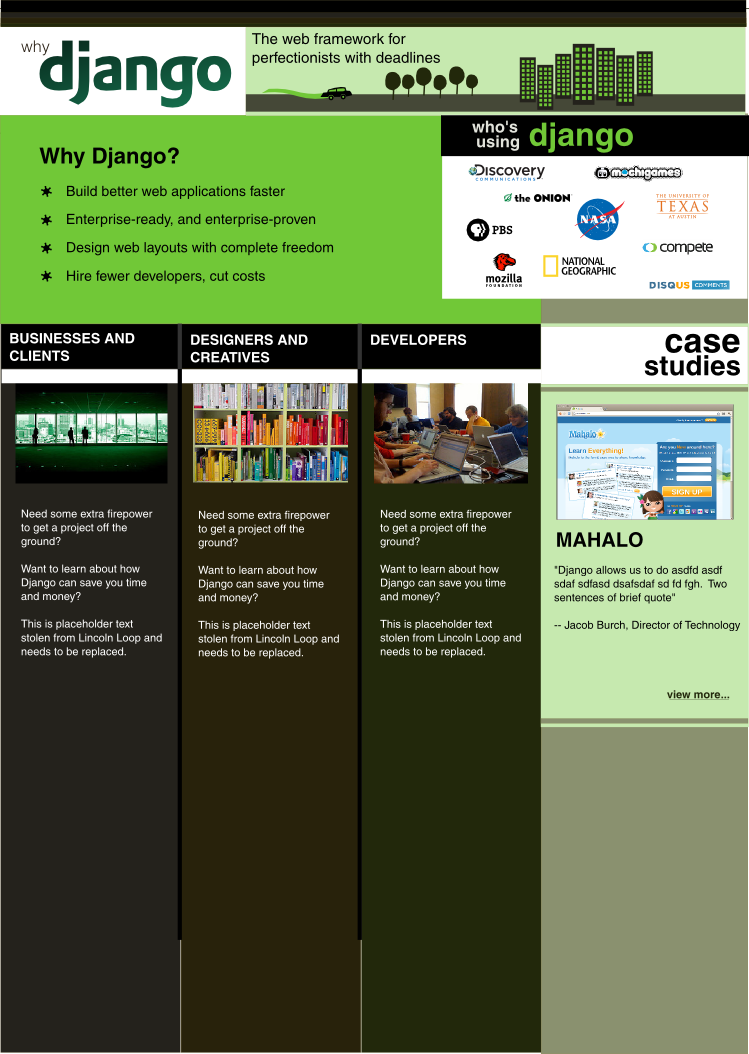 why
django
The web framework for
perfectionists with deadlines
Why Django?
Build better web applications faster
Enterprise-ready, and enterprise-proven
Design web layouts with complete freedom
Hire fewer developers, cut costs
who's
using
django
Discovery
COMMUNICATIONS
mochigames
the ONION
NASA
THE UNIVERSITY OF
TEXAS
AT AUSTIN
PBS
compete
mozilla
FOUNDATION
NATIONAL
GEOGRAPHIC
DISQUS COMMENTS
BUSINESSES AND
CLIENTS
Need some extra firepower
to get a project off the
ground?
Want to learn about how
Django can save you time
and money?
This is placeholder text
stolen from Lincoln Loop and
needs to be replaced.
DESIGNERS AND
CREATIVES
Need some extra firepower
to get a project off the
ground?
Want to learn about how
Django can save you time
and money?
This is placeholder text
stolen from Lincoln Loop and
needs to be replaced.
DEVELOPERS
Need some extra firepower
to get a project off the
ground?
Want to learn about how
Django can save you time
and money?
This is placeholder text
stolen from Lincoln Loop and
needs to be replaced.
case
studies
Mahalo
Learn Everything!
SIGN UP
MAHALO
"Django allows us to do asdfd asdf
sdaf sdfasd dsafsdaf sd fd fgh. Two
sentences of brief quote"
-- Jacob Burch, Director of Technology
view more...